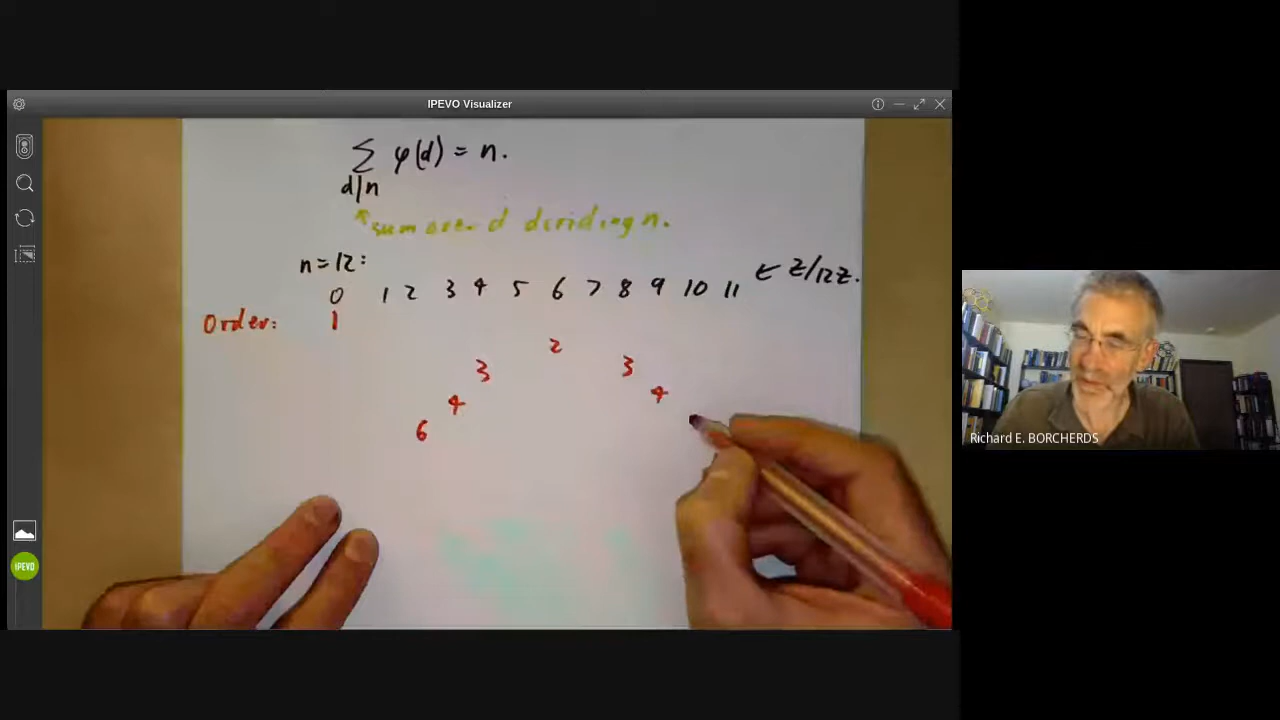 IPEVO Visualizer
∑ φ(d) = n.
d|n
sum over d dividing n.
n=12:
0 1 2 3 4 5 6 7 8 9 10 11 ← Z/12Z.
Order: 1
2
3 3
4 4
6
IPEVO
Richard E. BORCHERDS